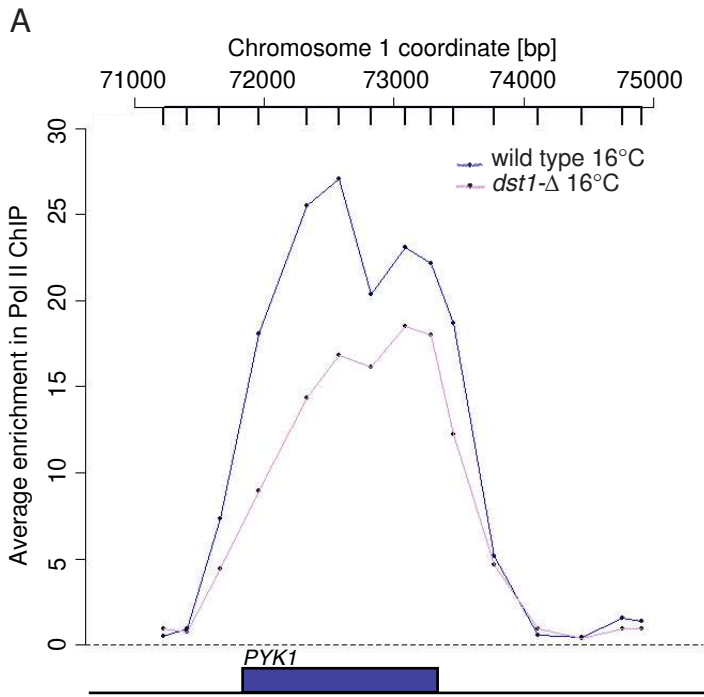 A
Chromosome 1 coordinate [bp]
71000 72000 73000 74000 75000
30
25
20
15
10
5
0
Average enrichment in Pol II ChIP
wild type 16°C
dst1-Δ 16°C
PYK1